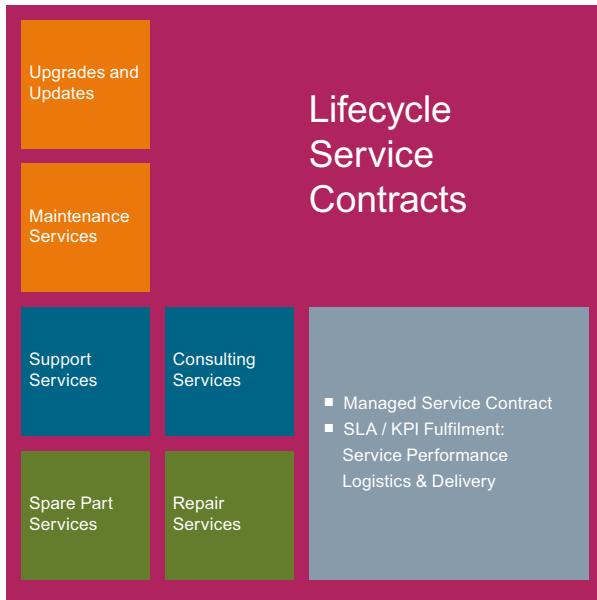 Upgrades and
Updates
Lifecycle
Service
Contracts
Maintenance
Services
Support
Services
Consulting
Services
▪ Managed Service Contract
▪ SLA / KPI Fulfilment:
Service Performance
Logistics & Delivery
Spare Part
Services
Repair
Services